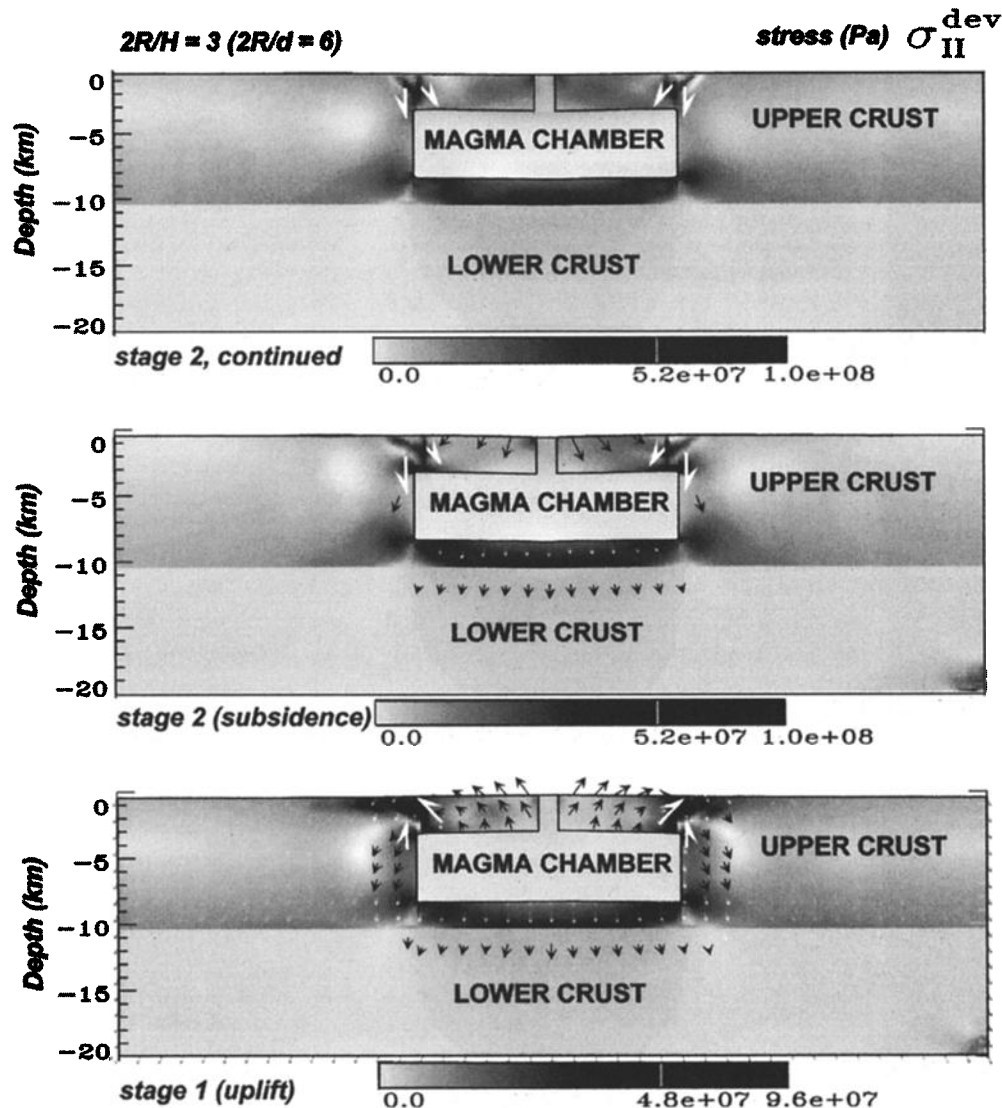 2R/H = 3 (2R/d = 6)
stress (Pa) σ II dev
Depth (km)
0
−5
−10
−15
−20
MAGMA CHAMBER
UPPER CRUST
LOWER CRUST
stage 2, continued
0.0 5.2e+07 1.0e+08
Depth (km)
0
−5
−10
−15
−20
MAGMA CHAMBER
UPPER CRUST
LOWER CRUST
stage 2 (subsidence)
0.0 5.2e+07 1.0e+08
Depth (km)
0
−5
−10
−15
−20
MAGMA CHAMBER
UPPER CRUST
LOWER CRUST
stage 1 (uplift)
0.0 4.8e+07 9.6e+07